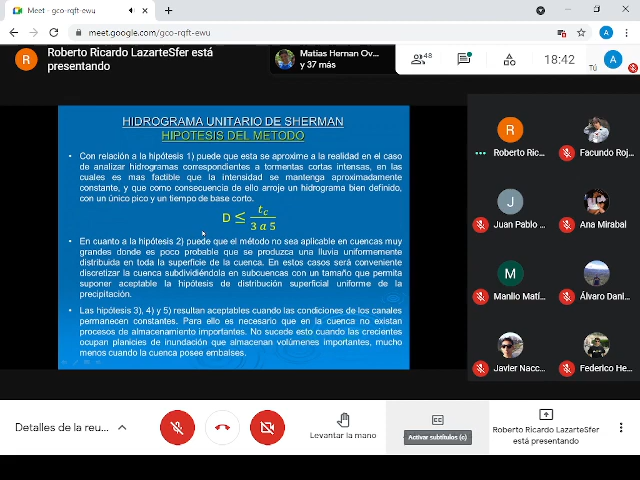 Meet - gco-rqft-ewu
meet.google.com/gco-rqft-ewu
A
R
Roberto Ricardo LazarteSfer está
presentando
Matías Hernan Ov...
y 37 más
48
18:42
A
Tú
HIDROGRAMA UNITARIO DE SHERMAN
HIPOTESIS DEL METODO
• Con relación a la hipótesis 1) puede que esta se aproxime a la realidad en el caso
de analizar hidrogramas correspondientes a tormentas cortas intensas, en las
cuales es mas factible que la intensidad se mantenga aproximadamente
constante, y que como consecuencia de ello arroje un hidrograma bien definido,
con un único pico y un tiempo de base corto.
D ≤ t_c / 3 a 5
• En cuanto a la hipótesis 2) puede que el método no sea aplicable en cuencas muy
grandes donde es poco probable que se produzca una lluvia uniformemente
distribuida en toda la superficie de la cuenca. En estos casos será conveniente
discretizar la cuenca subdividiéndola en subcuencas con un tamaño que permita
suponer aceptable la hipótesis de distribución superficial uniforme de la
precipitación.
• Las hipótesis 3), 4) y 5) resultan aceptables cuando las condiciones de los canales
permanecen constantes. Para ello es necesario que en la cuenca no existan
procesos de almacenamiento importantes. No sucede esto cuando las crecientes
ocupan planicies de inundación que almacenan volúmenes importantes, mucho
menos cuando la cuenca posee embalses.
R
Roberto Ric...
Facundo Roj...
J
Juan Pablo ...
Ana Mirabal
M
Manlio Matí...
Álvaro Dani...
Javier Nacc...
Federico He...
Detalles de la reu...
Levantar la mano
Activar subtítulos (c)
Roberto Ricardo LazarteSfer
está presentando